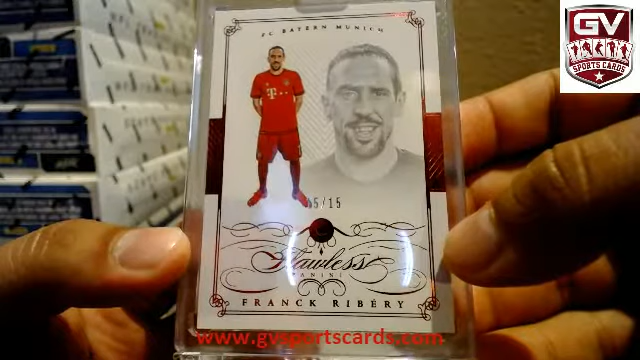 GV
SPORTS CARDS
FC BAYERN MUNICH
5/15
Flawless
PANINI
FRANCK RIBÉRY
www.gvsportscards.com